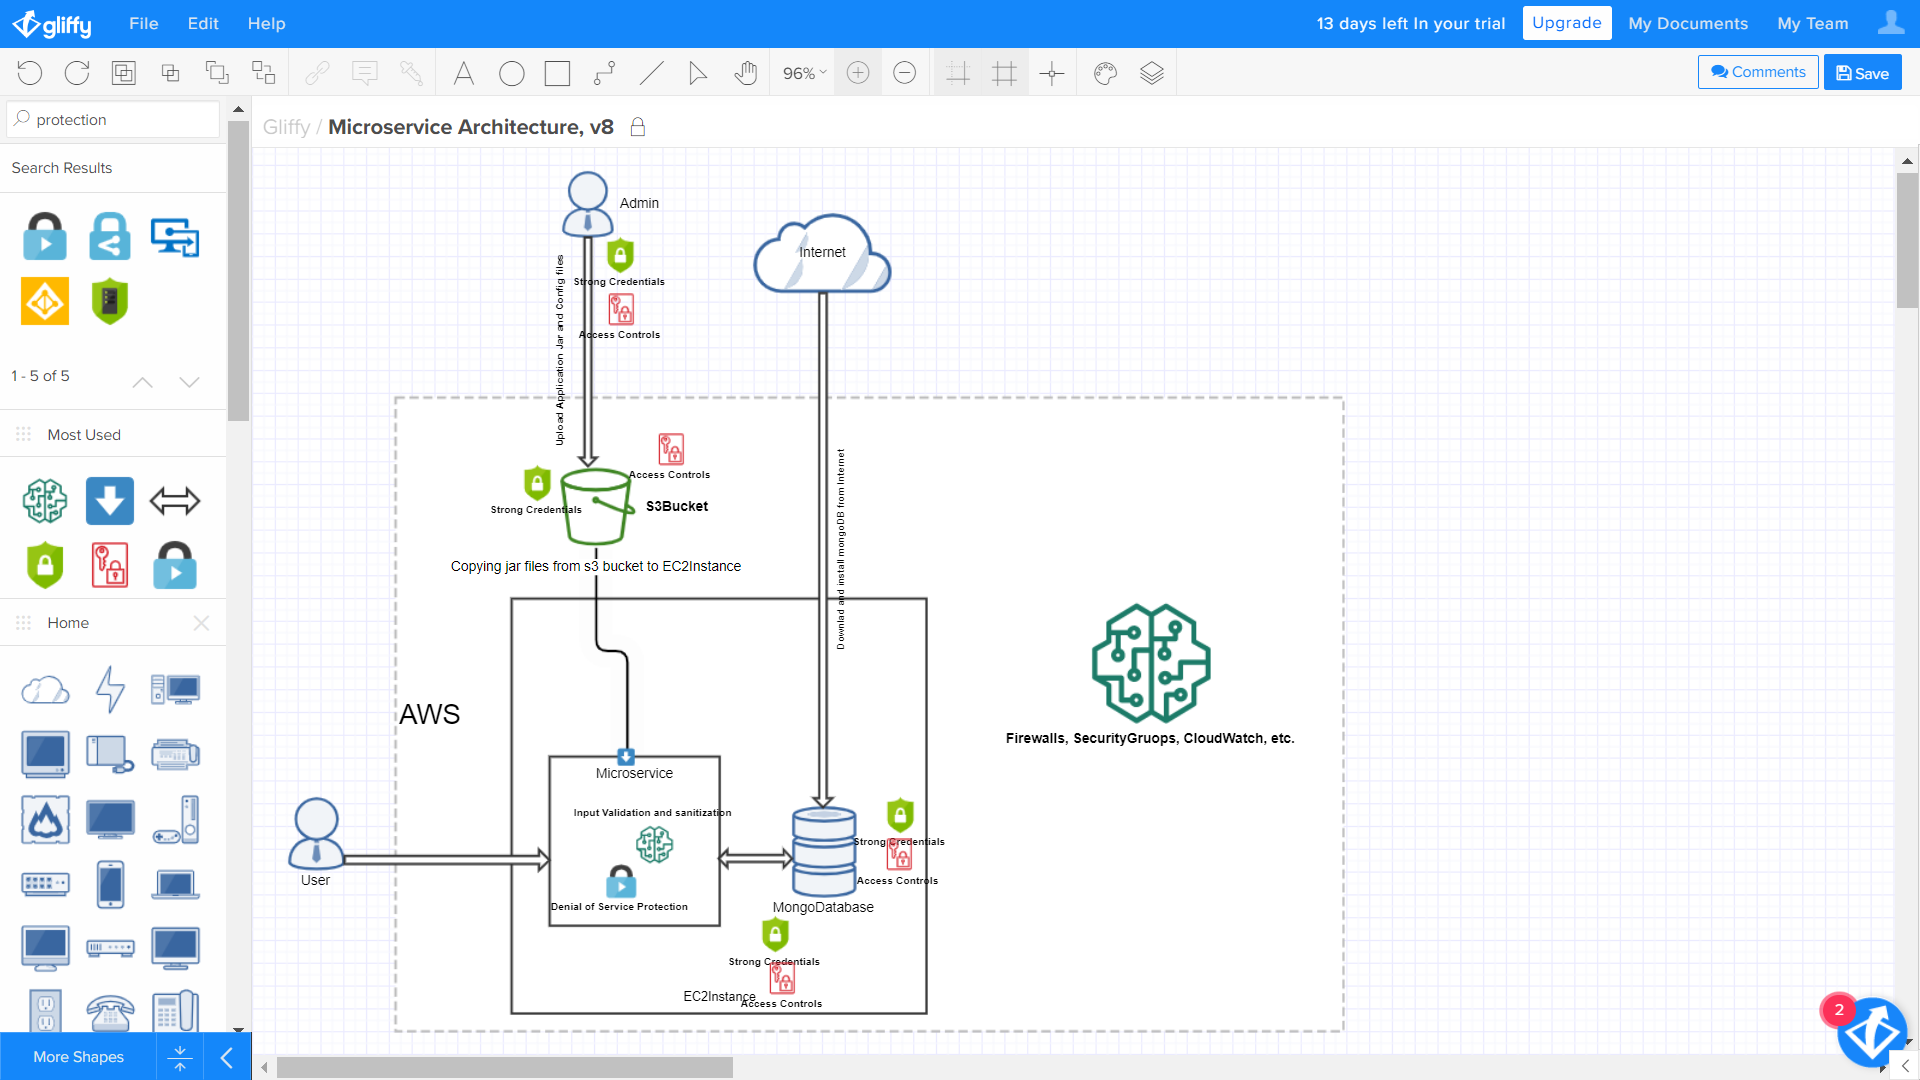 gliffy
File
Edit
Help
13 days left In your trial
Upgrade
My Documents
My Team
96%
Comments
Save
protection
Gliffy / Microservice Architecture, v8
Search Results
1 - 5 of 5
Most Used
Home
More Shapes
Admin
Strong Credentials
Access Controls
Upload Application Jar and Config files
Internet
Downlad and install mongoDB from Internet
Access Controls
Strong Credentials
S3Bucket
Copying jar files from s3 bucket to EC2Instance
AWS
Firewalls, SecurityGruops, CloudWatch, etc.
Microservice
Input Validation and sanitization
Denial of Service Protection
User
Strong Credentials
Access Controls
MongoDatabase
Strong Credentials
EC2Instance
Access Controls
2